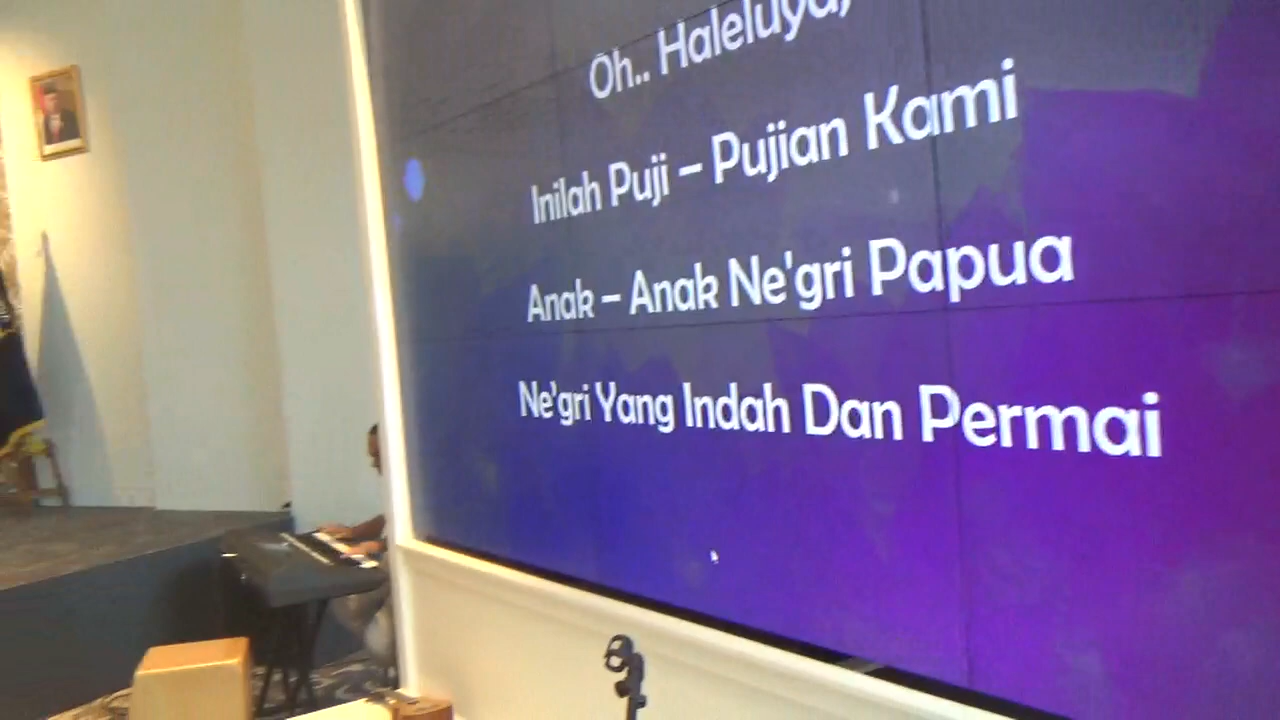 Oh.. Haleluya,
Inilah Puji – Pujian Kami
Anak – Anak Ne'gri Papua
Ne'gri Yang Indah Dan Permai